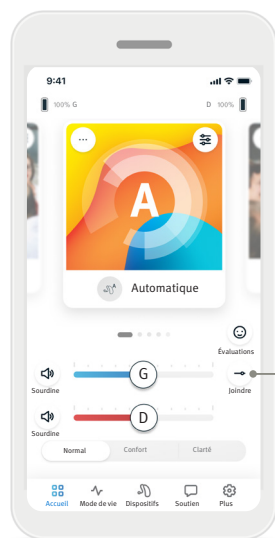 9:41
100% G
D 100%
...
A
Automatique
Évaluations
G
Sourdine
Joindre
D
Sourdine
Normal Confort Clarté
Accueil Mode de vie Dispositifs Soutien Plus